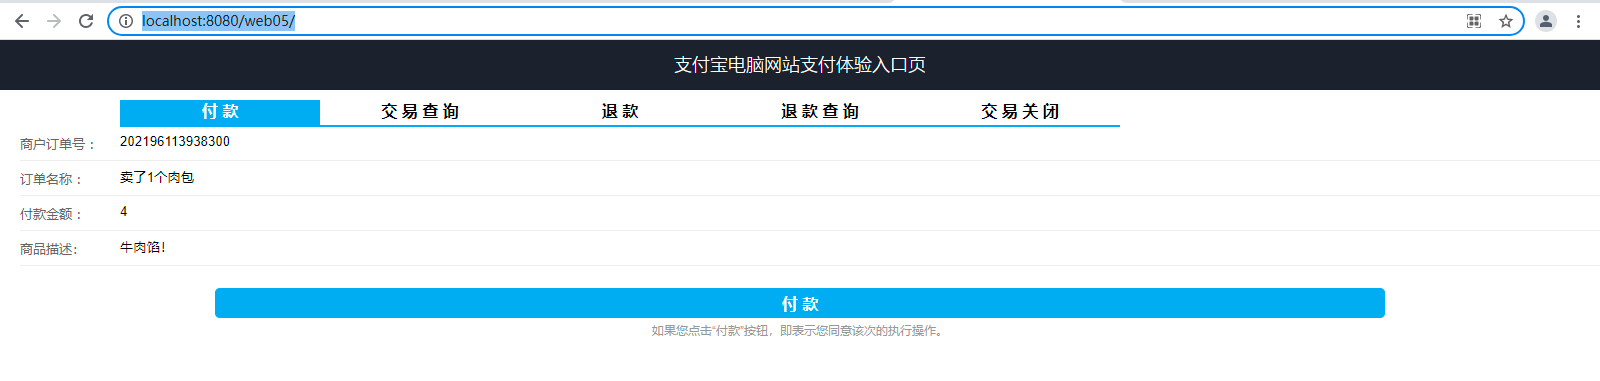 localhost:8080/web05/
支付宝电脑网站支付体验入口页
付 款 交 易 查 询 退 款 退 款 查 询 交 易 关 闭
商户订单号 : 202196113938300
订单名称 : 卖了1个肉包
付款金额 : 4
商品描述: 牛肉馅!
付 款
如果您点击“付款”按钮，即表示您同意该次的执行操作。